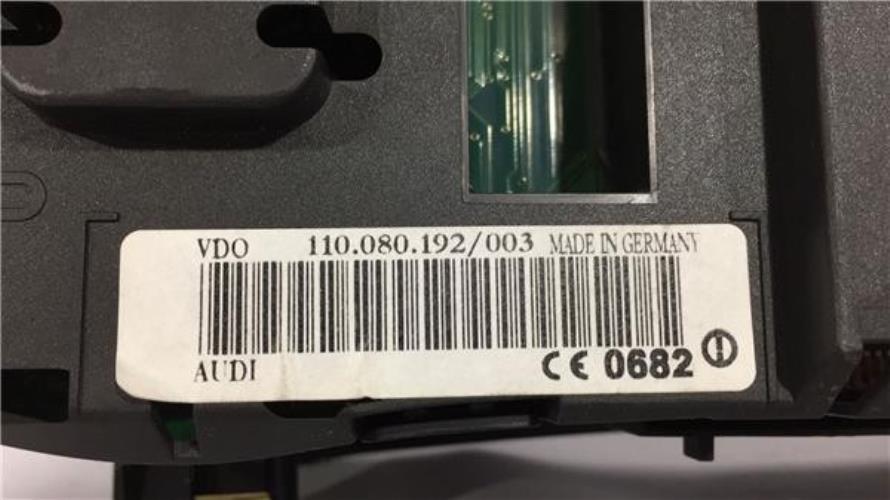 VDO 110.080.192/003 MADE IN GERMANY
AUDI CE 0682